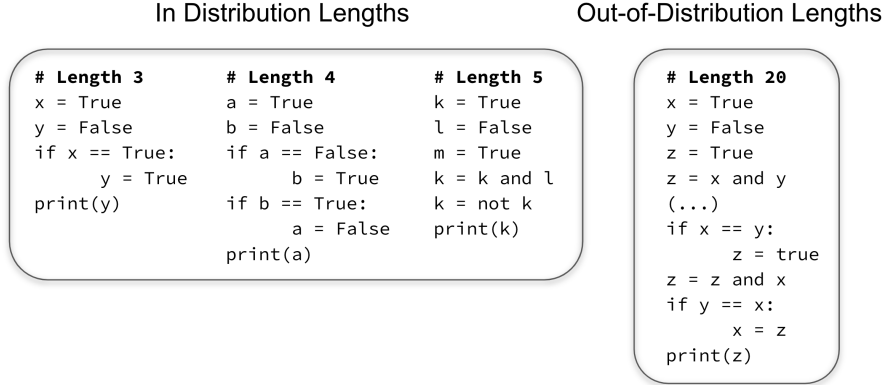 In Distribution Lengths
# Length 3
x = True
y = False
if x == True:
y = True
print(y)
# Length 4
a = True
b = False
if a == False:
b = True
if b == True:
a = False
print(a)
# Length 5
k = True
l = False
m = True
k = k and l
k = not k
print(k)
Out-of-Distribution Lengths
# Length 20
x = True
y = False
z = True
z = x and y
(...)
if x == y:
z = true
z = z and x
if y == x:
x = z
print(z)